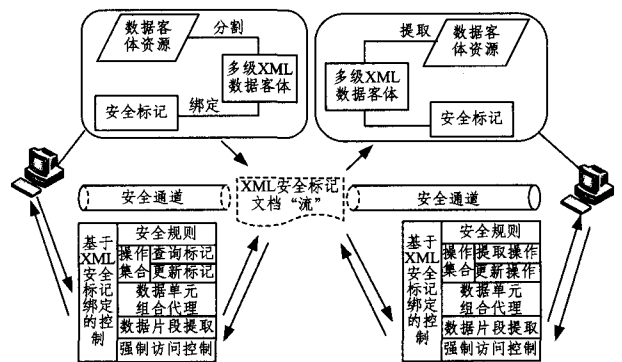 数据客
体资源
分割
多级XML
数据客体
安全标记
绑定
提取
数据客
体资源
多级XML
数据客体
安全标记
安全通道
XML安全标记
文档“流”
安全通道
基于
XML
安全
标记
绑定
的控
制
安全规则
操作
集合
查询标记
更新标记
数据单元
组合代理
数据片段提取
强制访问控制
基于
XML
安全
标记
绑定
的控
制
安全规则
操作
集合
提取操作
更新操作
数据单元
组合代理
数据片段提取
强制访问控制